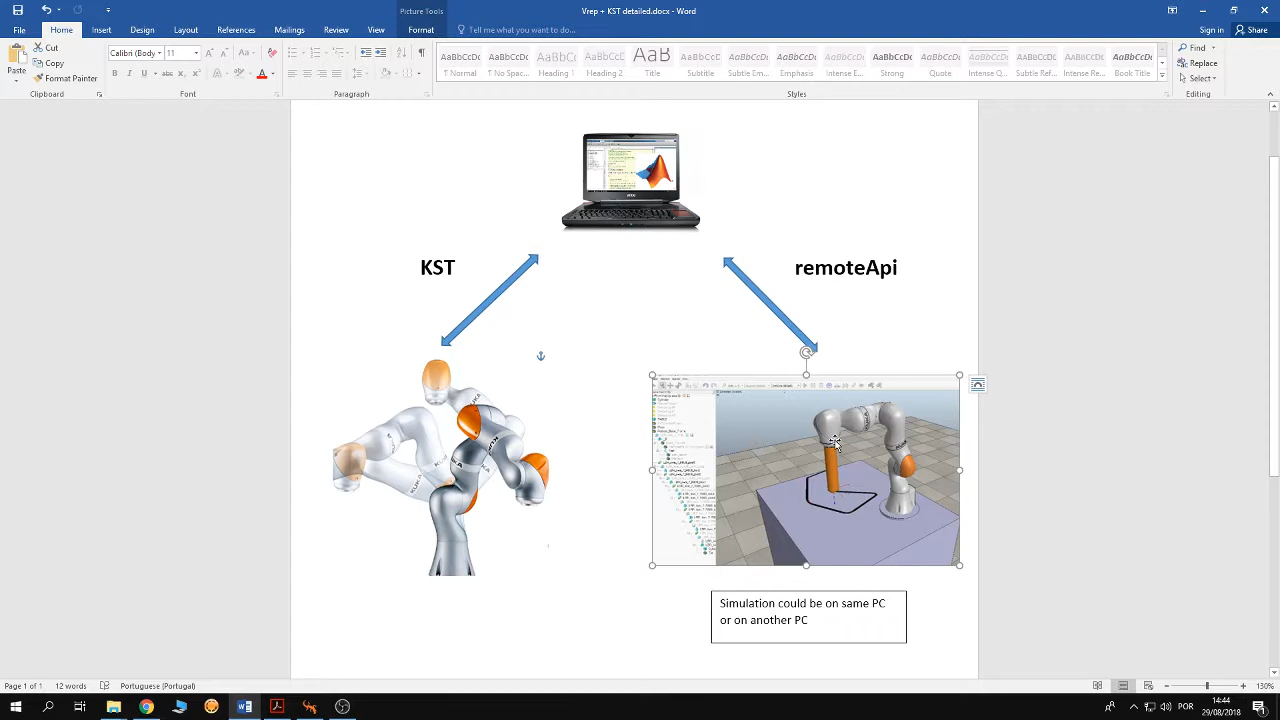 Picture Tools
Vrep + KST detailed.docx - Word
File
Home
Insert
Design
Layout
References
Mailings
Review
View
Format
Tell me what you want to do...
Sign in
Share
Paste
Cut
Copy
Format Painter
Clipboard
Calibri (Body
11
Font
Paragraph
¶ Normal
¶ No Spac...
Heading 1
Heading 2
Title
Subtitle
Subtle Em...
Emphasis
Intense E...
Strong
Quote
Intense Q...
Subtle Ref...
Intense Re...
Book Title
Styles
Find
Replace
Select
Editing
KST
remoteApi
Simulation could be on same PC
or on another PC
Page 1 of 1
12 words
Portuguese (Portugal)
130%
POR
14:44
29/08/2018